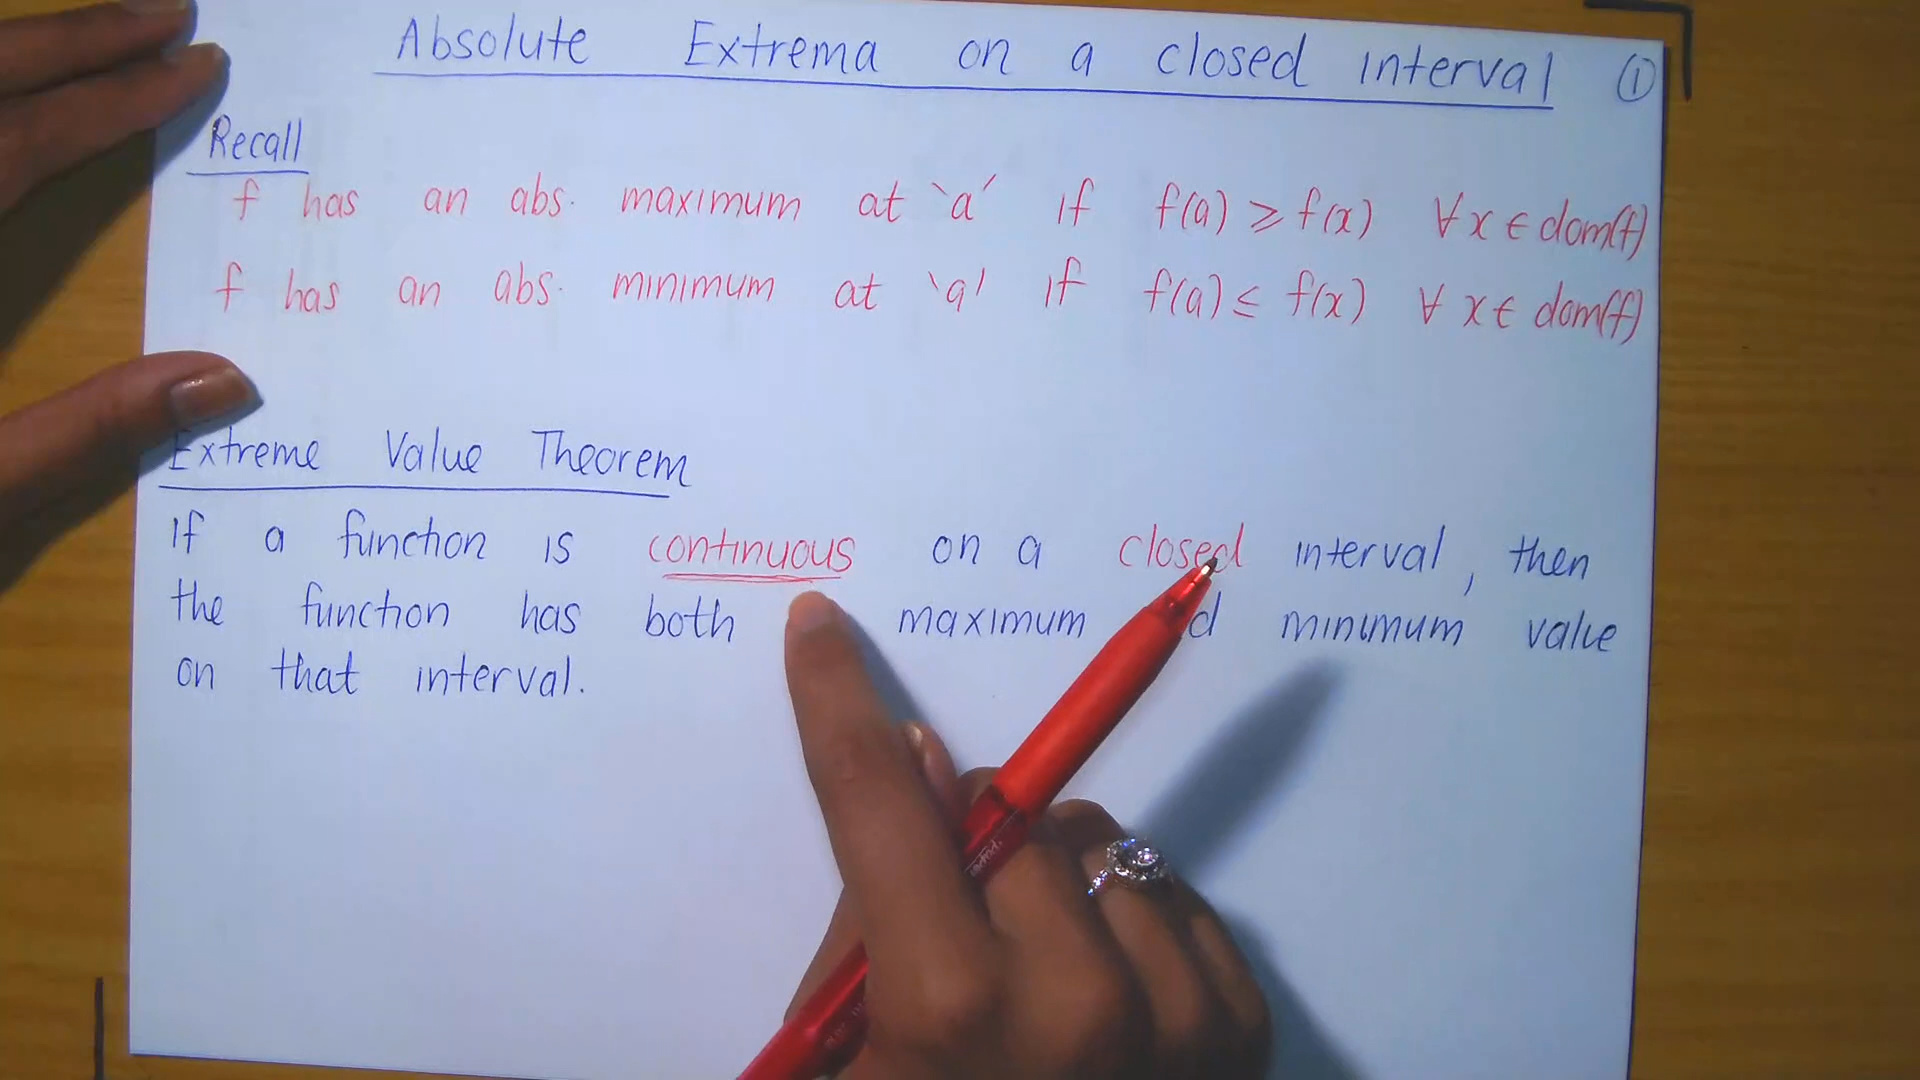 Absolute Extrema on a closed interval ①
Recall
f has an abs. maximum at `a´ if f(a) ⩾ f(x) ∀ x ∈ dom(f)
f has an abs. minimum at `a' if f(a) ≤ f(x) ∀ x ∈ dom(f)
Extreme Value Theorem
If a function is continuous on a closed interval, then
the function has both maximum d minimum value
on that interval.